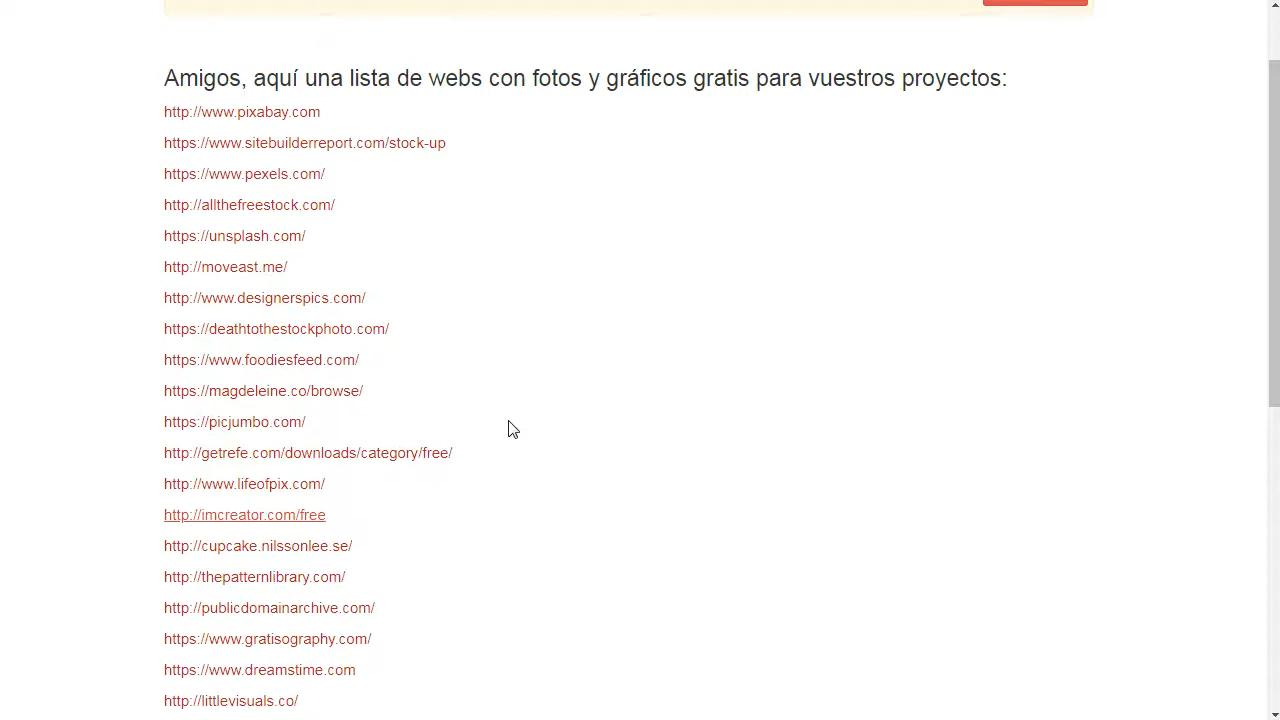 Amigos, aquí una lista de webs con fotos y gráficos gratis para vuestros proyectos:
http://www.pixabay.com
https://www.sitebuilderreport.com/stock-up
https://www.pexels.com/
http://allthefreestock.com/
https://unsplash.com/
http://moveast.me/
http://www.designerspics.com/
https://deathtothestockphoto.com/
https://www.foodiesfeed.com/
https://magdeleine.co/browse/
https://picjumbo.com/
http://getrefe.com/downloads/category/free/
http://www.lifeofpix.com/
http://imcreator.com/free
http://cupcake.nilssonlee.se/
http://thepatternlibrary.com/
http://publicdomainarchive.com/
https://www.gratisography.com/
https://www.dreamstime.com
http://littlevisuals.co/